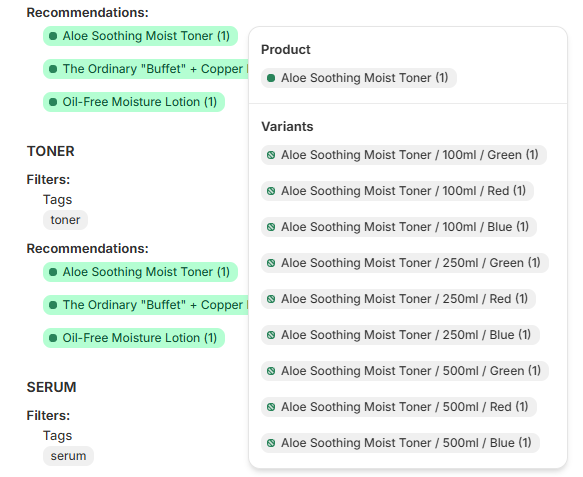 Recommendations:
Aloe Soothing Moist Toner (1)
The Ordinary "Buffet" + Copper
Oil-Free Moisture Lotion (1)
TONER
Filters:
Tags
toner
Recommendations:
Aloe Soothing Moist Toner (1)
The Ordinary "Buffet" + Copper
Oil-Free Moisture Lotion (1)
SERUM
Filters:
Tags
serum
Product
Aloe Soothing Moist Toner (1)
Variants
Aloe Soothing Moist Toner / 100ml / Green (1)
Aloe Soothing Moist Toner / 100ml / Red (1)
Aloe Soothing Moist Toner / 100ml / Blue (1)
Aloe Soothing Moist Toner / 250ml / Green (1)
Aloe Soothing Moist Toner / 250ml / Red (1)
Aloe Soothing Moist Toner / 250ml / Blue (1)
Aloe Soothing Moist Toner / 500ml / Green (1)
Aloe Soothing Moist Toner / 500ml / Red (1)
Aloe Soothing Moist Toner / 500ml / Blue (1)